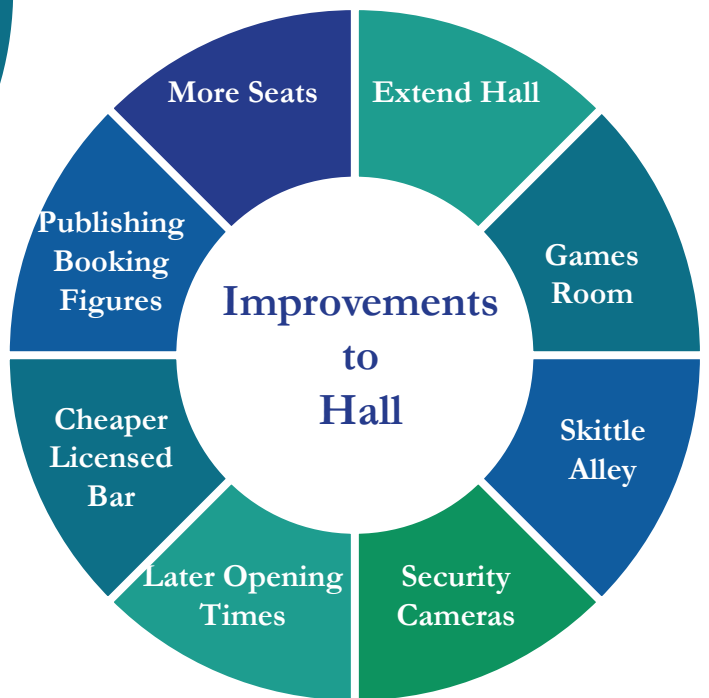 More Seats
Extend Hall
Games
Room
Skittle
Alley
Security
Cameras
Later Opening
Times
Cheaper
Licensed
Bar
Publishing
Booking
Figures
Improvements
to
Hall